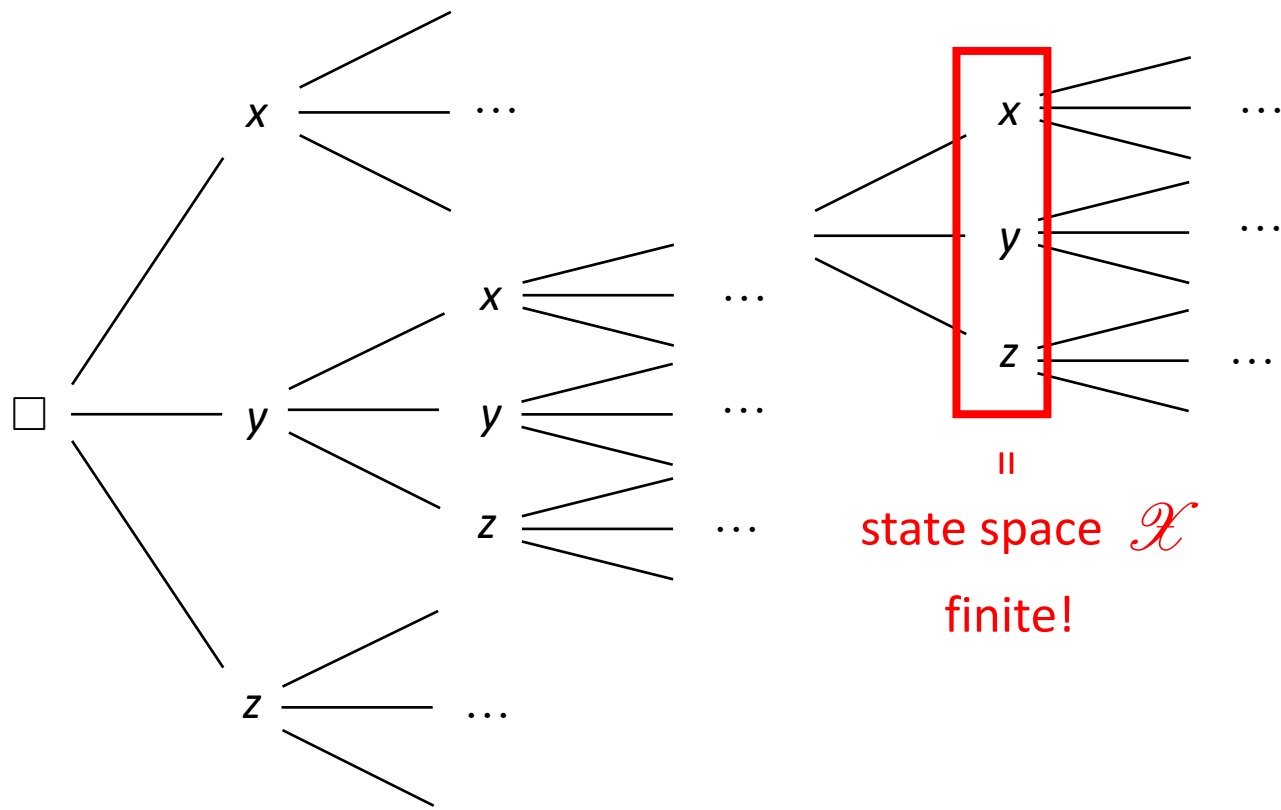 x
…
x
…
x
…
y
…
□
y
y
…
z
…
z
…
x
…
y
…
z
…
=
state space 𝒳
finite!